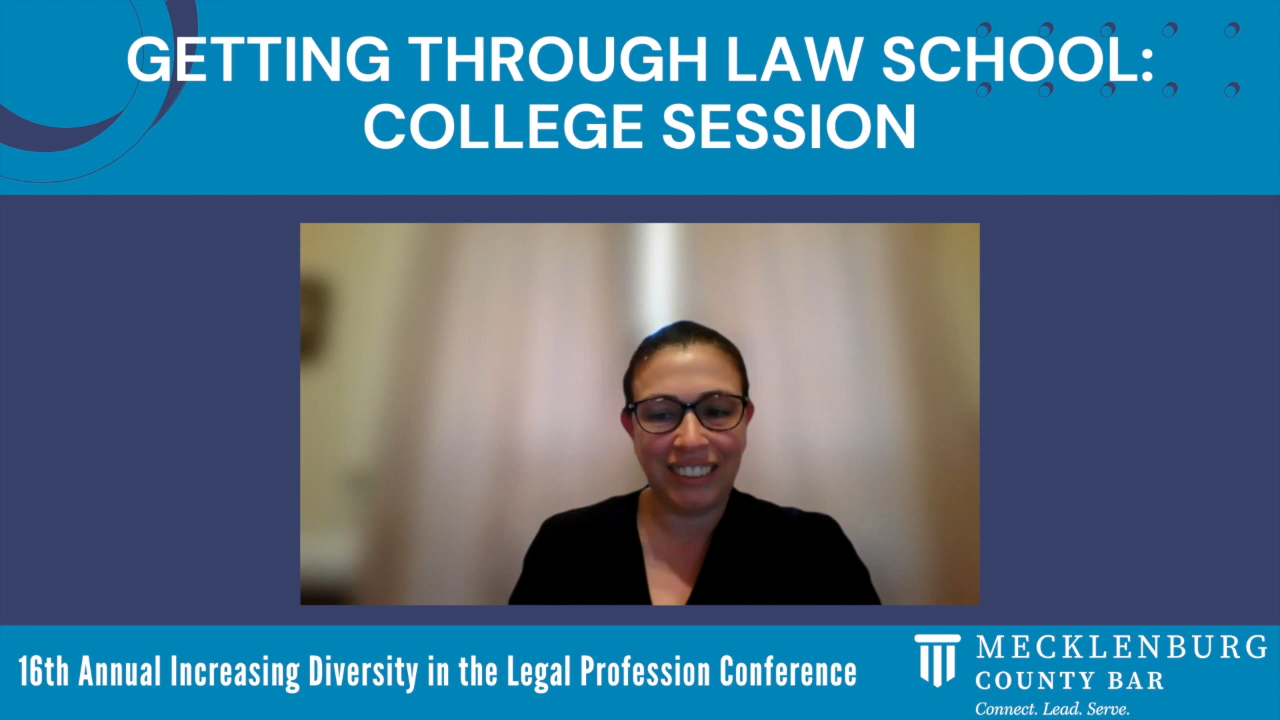 GETTING THROUGH LAW SCHOOL:
COLLEGE SESSION
16th Annual Increasing Diversity in the Legal Profession Conference
MECKLENBURG
COUNTY BAR
Connect. Lead. Serve.